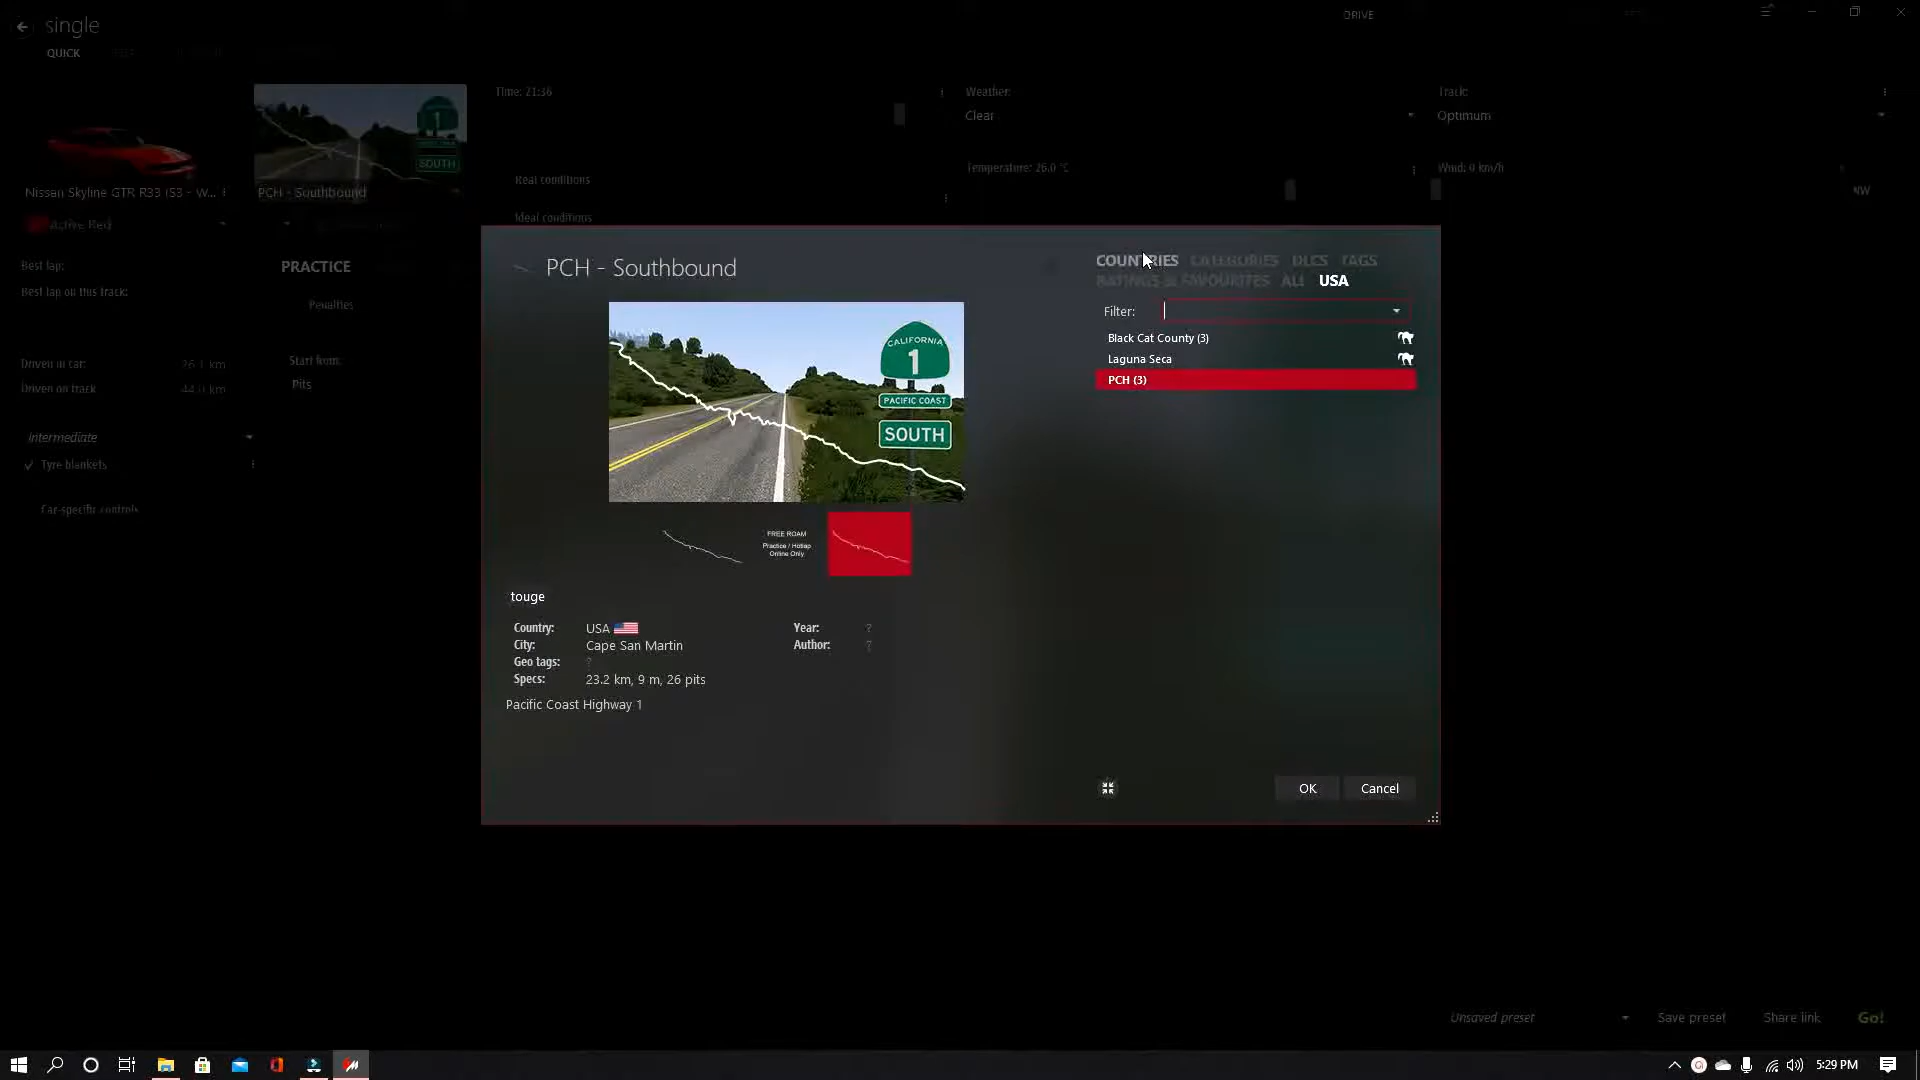 single
DRIVE
QUICK
Time: 21:36
Weather:
Clear
Track:
Optimum
Temperature: 26.0 °C
Wind: 0 km/h
NW
Real conditions
Ideal conditions
Nissan Skyline GTR R33 (S3 - W...
PCH - Southbound
Active Red
Best lap:
Best lap on this track:
PRACTICE
Penalties
Driven in car: 26.1 km
Driven on track 44.0 km
Start from:
Pits
Intermediate
Tyre blankets
Car-specific controls
PCH - Southbound
CALIFORNIA
1
PACIFIC COAST
SOUTH
FREE ROAM
Practice / Hotlap
Online Only
touge
Country: USA
City: Cape San Martin
Geo tags: ?
Specs: 23.2 km, 9 m, 26 pits
Year: ?
Author: ?
Pacific Coast Highway 1
COUNTRIES CATEGORIES DLCS TAGS
RATINGS & FAVOURITES ALL USA
Filter:
Black Cat County (3)
Laguna Seca
PCH (3)
OK
Cancel
Unsaved preset
Save preset
Share link
Go!
5:29 PM